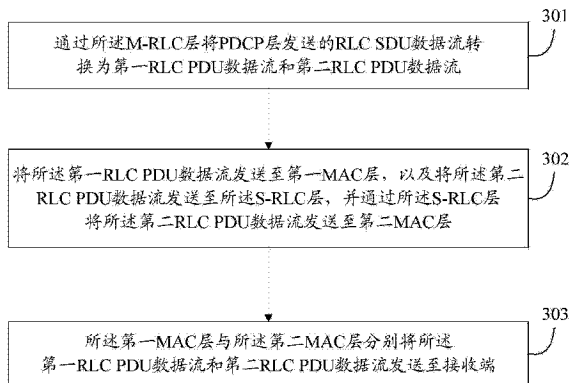 301
通过所述M-RLC层将PDCP层发送的RLC SDU数据流转
换为第一RLC PDU数据流和第二RLC PDU数据流
302
将所述第一RLC PDU数据流发送至第一MAC层，以及将所述第二
RLC PDU数据流发送至所述S-RLC层，并通过所述S-RLC层
将所述第二RLC PDU数据流发送至第二MAC层
303
所述第一MAC层与所述第二MAC层分别将所述
第一RLC PDU数据流和第二RLC PDU数据流发送至接收端